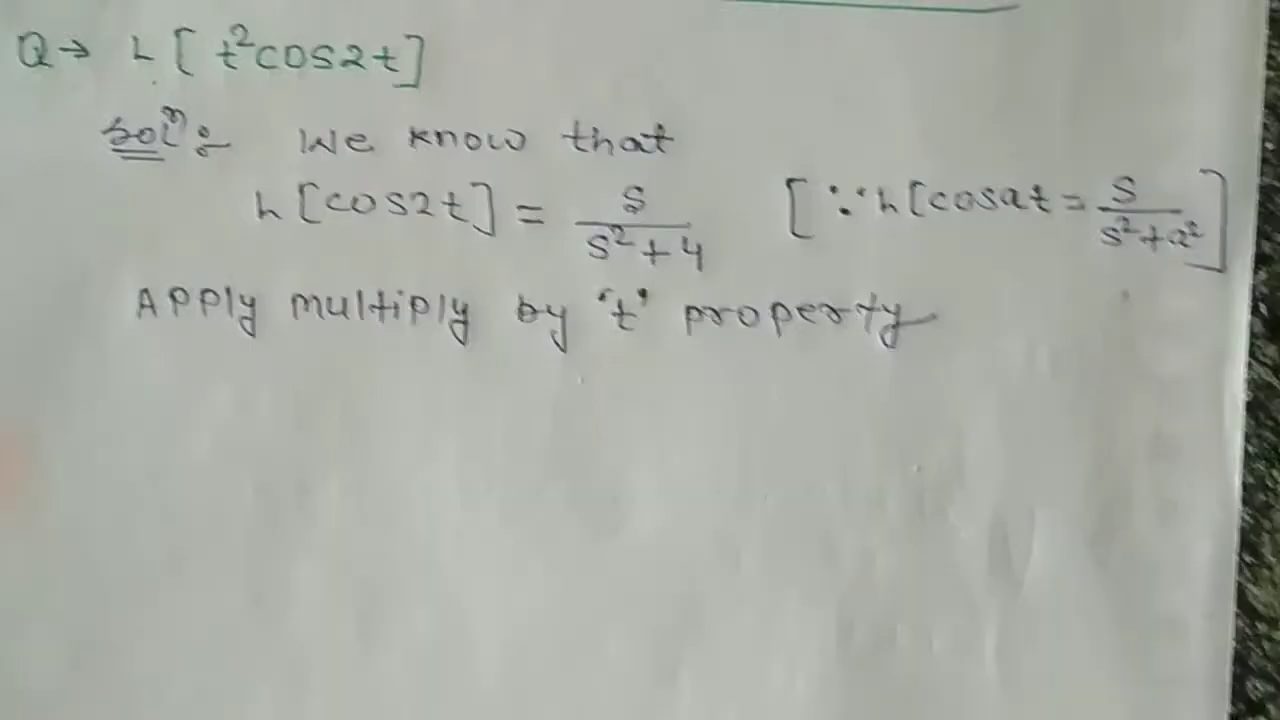 Q→ L[t²cos2t]
Solⁿ:- We know that
L[cos2t] = s/(s²+4) [∵L[cosat = s/(s²+a²)]
Apply multiply by 't' property